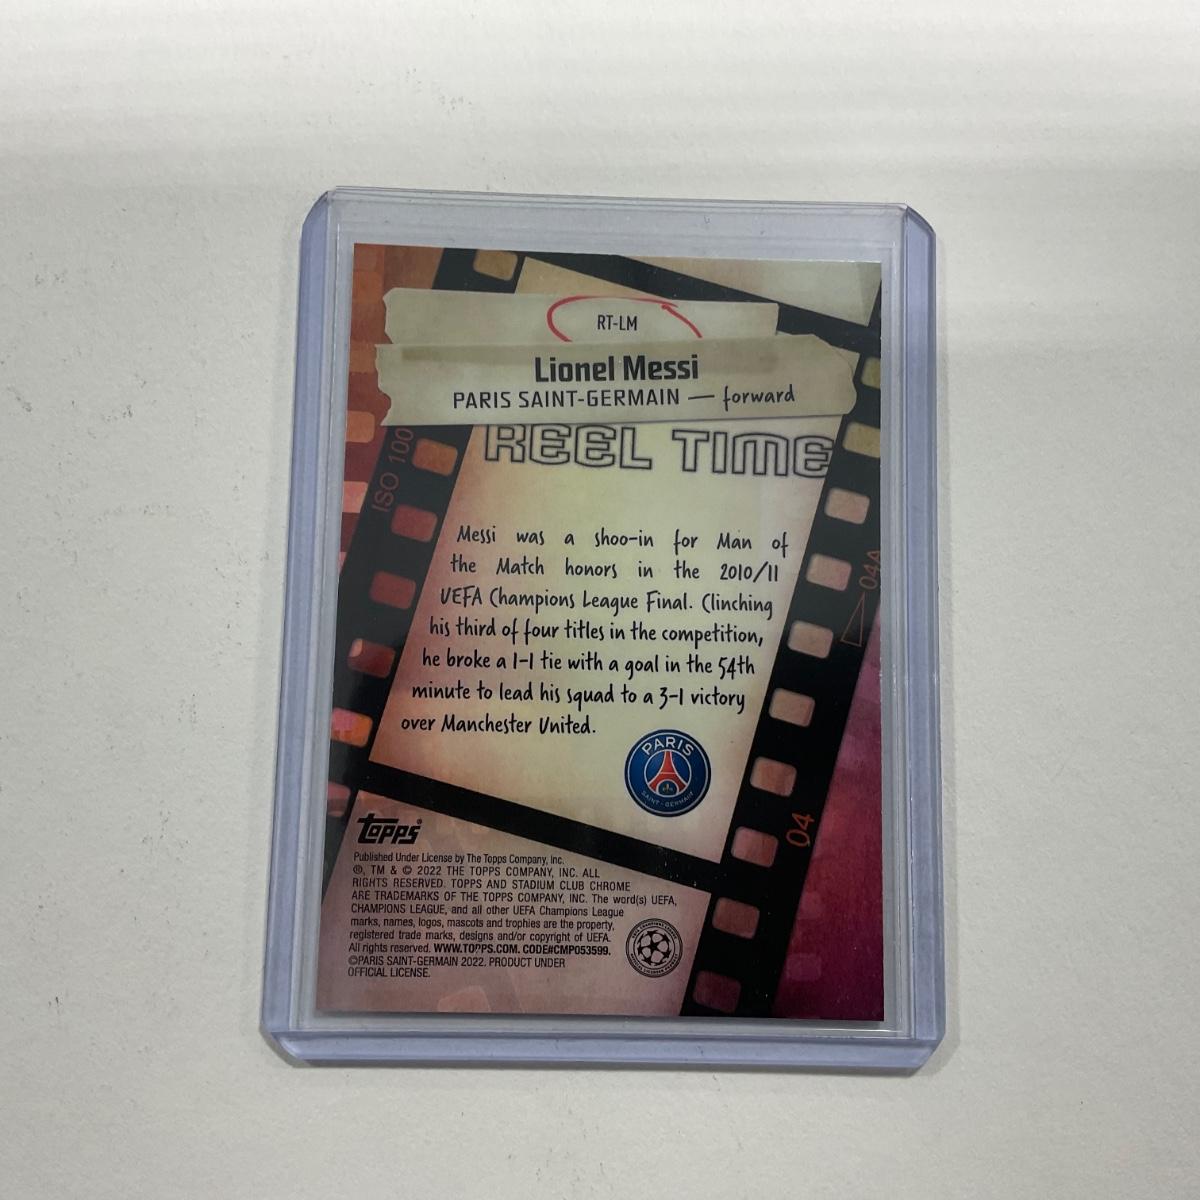 RT-LM
Lionel Messi
PARIS SAINT-GERMAIN — forward
REEL TIME
ISO 100
Messi was a shoo-in for Man of
the Match honors in the 2010/11
UEFA Champions League Final. Clinching
his third of four titles in the competition,
he broke a 1-1 tie with a goal in the 54th
minute to lead his squad to a 3-1 victory
over Manchester United.
04A
04
PARIS
SAINT-GERMAIN
topps
Published Under License by The Topps Company, Inc.
®, TM & © 2022 THE TOPPS COMPANY, INC. ALL
RIGHTS RESERVED. TOPPS AND STADIUM CLUB CHROME
ARE TRADEMARKS OF THE TOPPS COMPANY, INC. The word(s) UEFA,
CHAMPIONS LEAGUE, and all other UEFA Champions League
marks, names, logos, mascots and trophies are the property,
registered trade marks, designs and/or copyright of UEFA.
All rights reserved. WWW.TOPPS.COM. CODE#CMP053599.
©PARIS SAINT-GERMAIN 2022. PRODUCT UNDER
OFFICIAL LICENSE.